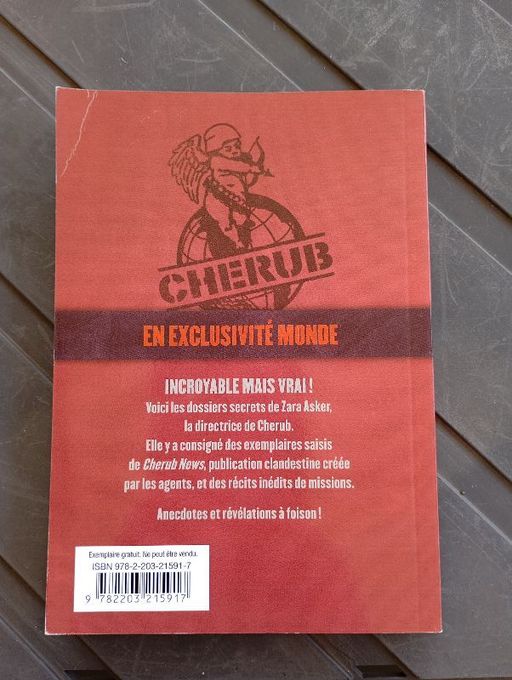 CHERUB
EN EXCLUSIVITÉ MONDE
INCROYABLE MAIS VRAI !
Voici les dossiers secrets de Zara Asker,
la directrice de Cherub.
Elle y a consigné des exemplaires saisis
de Cherub News, publication clandestine créée
par les agents, et des récits inédits de missions.
Anecdotes et révélations à foison !
Exemplaire gratuit. Ne peut être vendu.
ISBN 978-2-203-21591-7
9 782203 215917